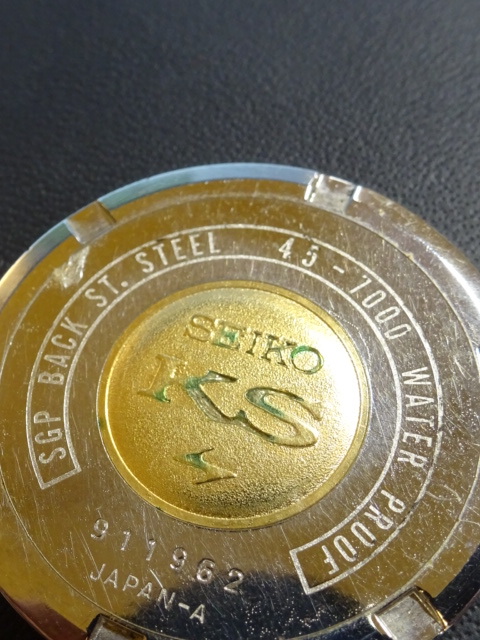 SGP BACK ST. STEEL 45-7000 WATER PROOF
SEIKO
KS
911962
JAPAN-A